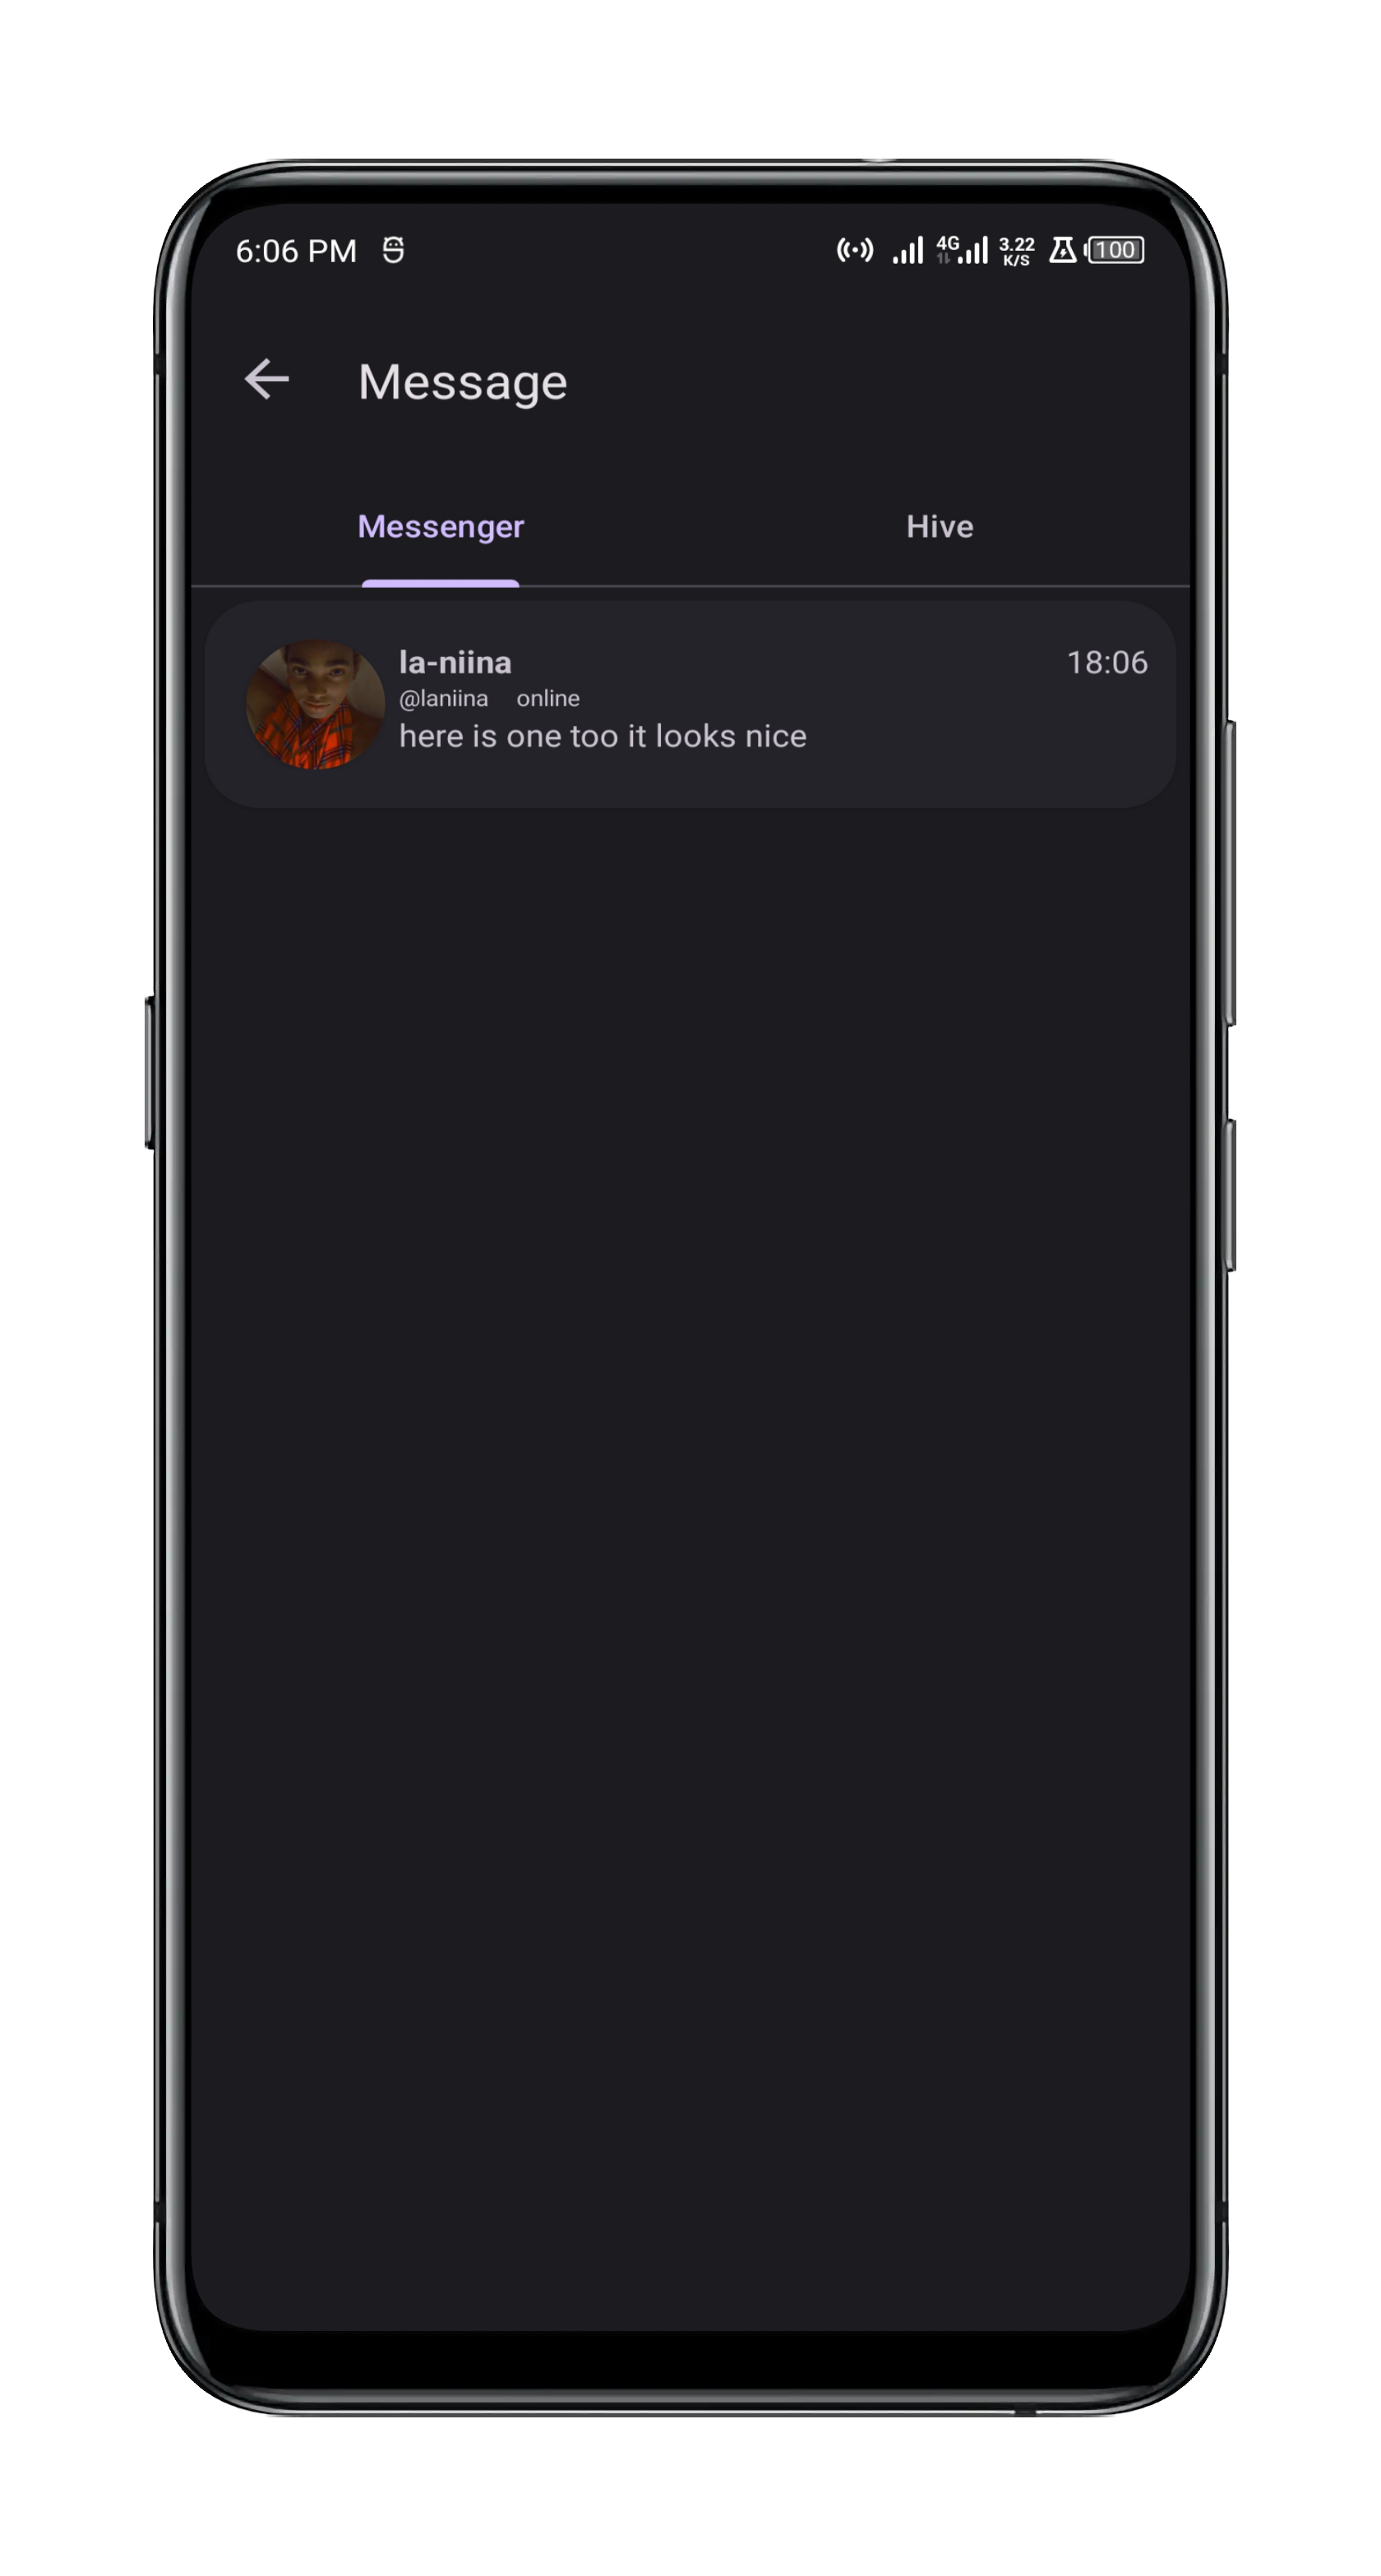 6:06 PM 4G 3.22 K/S 100
Message
Messenger Hive
la-niina 18:06
@laniina online
here is one too it looks nice